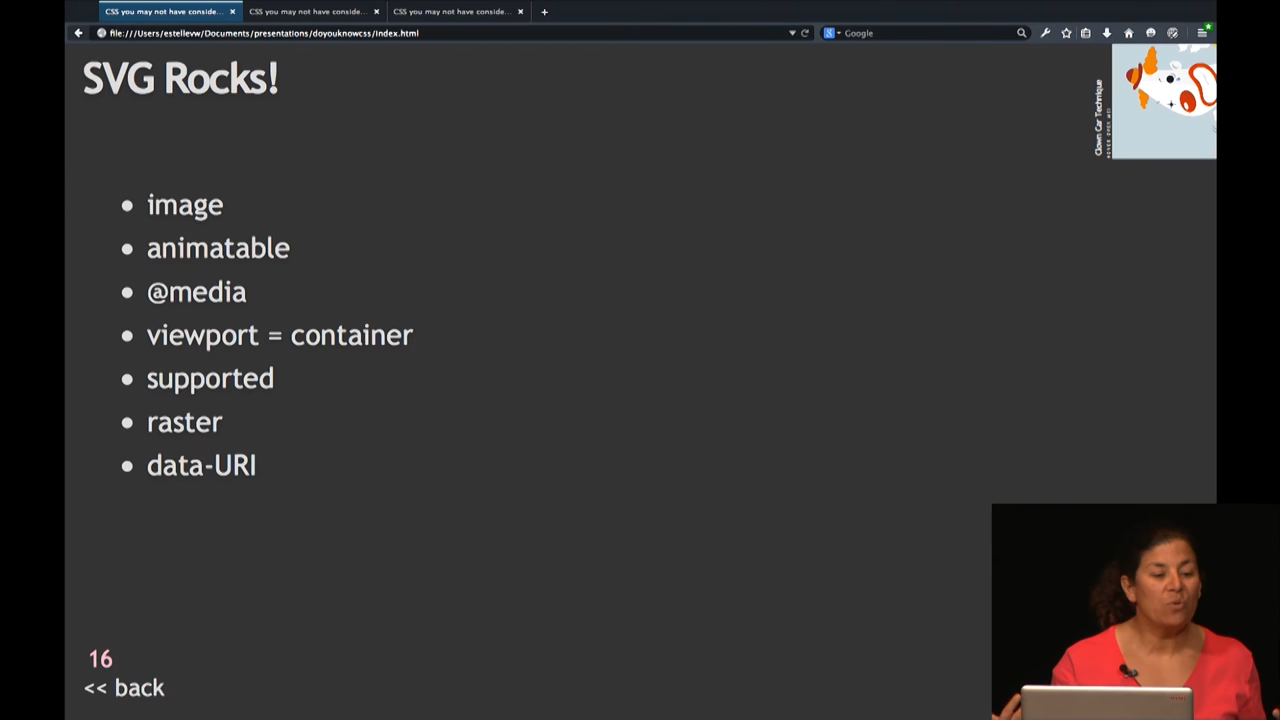 CSS you may not have conside...
CSS you may not have conside...
CSS you may not have conside...
file:///Users/estellevw/Documents/presentations/doyouknowcss/index.html
Google
SVG Rocks!
Clown Car Technique
image
animatable
@media
viewport = container
supported
raster
data-URI
16
<< back